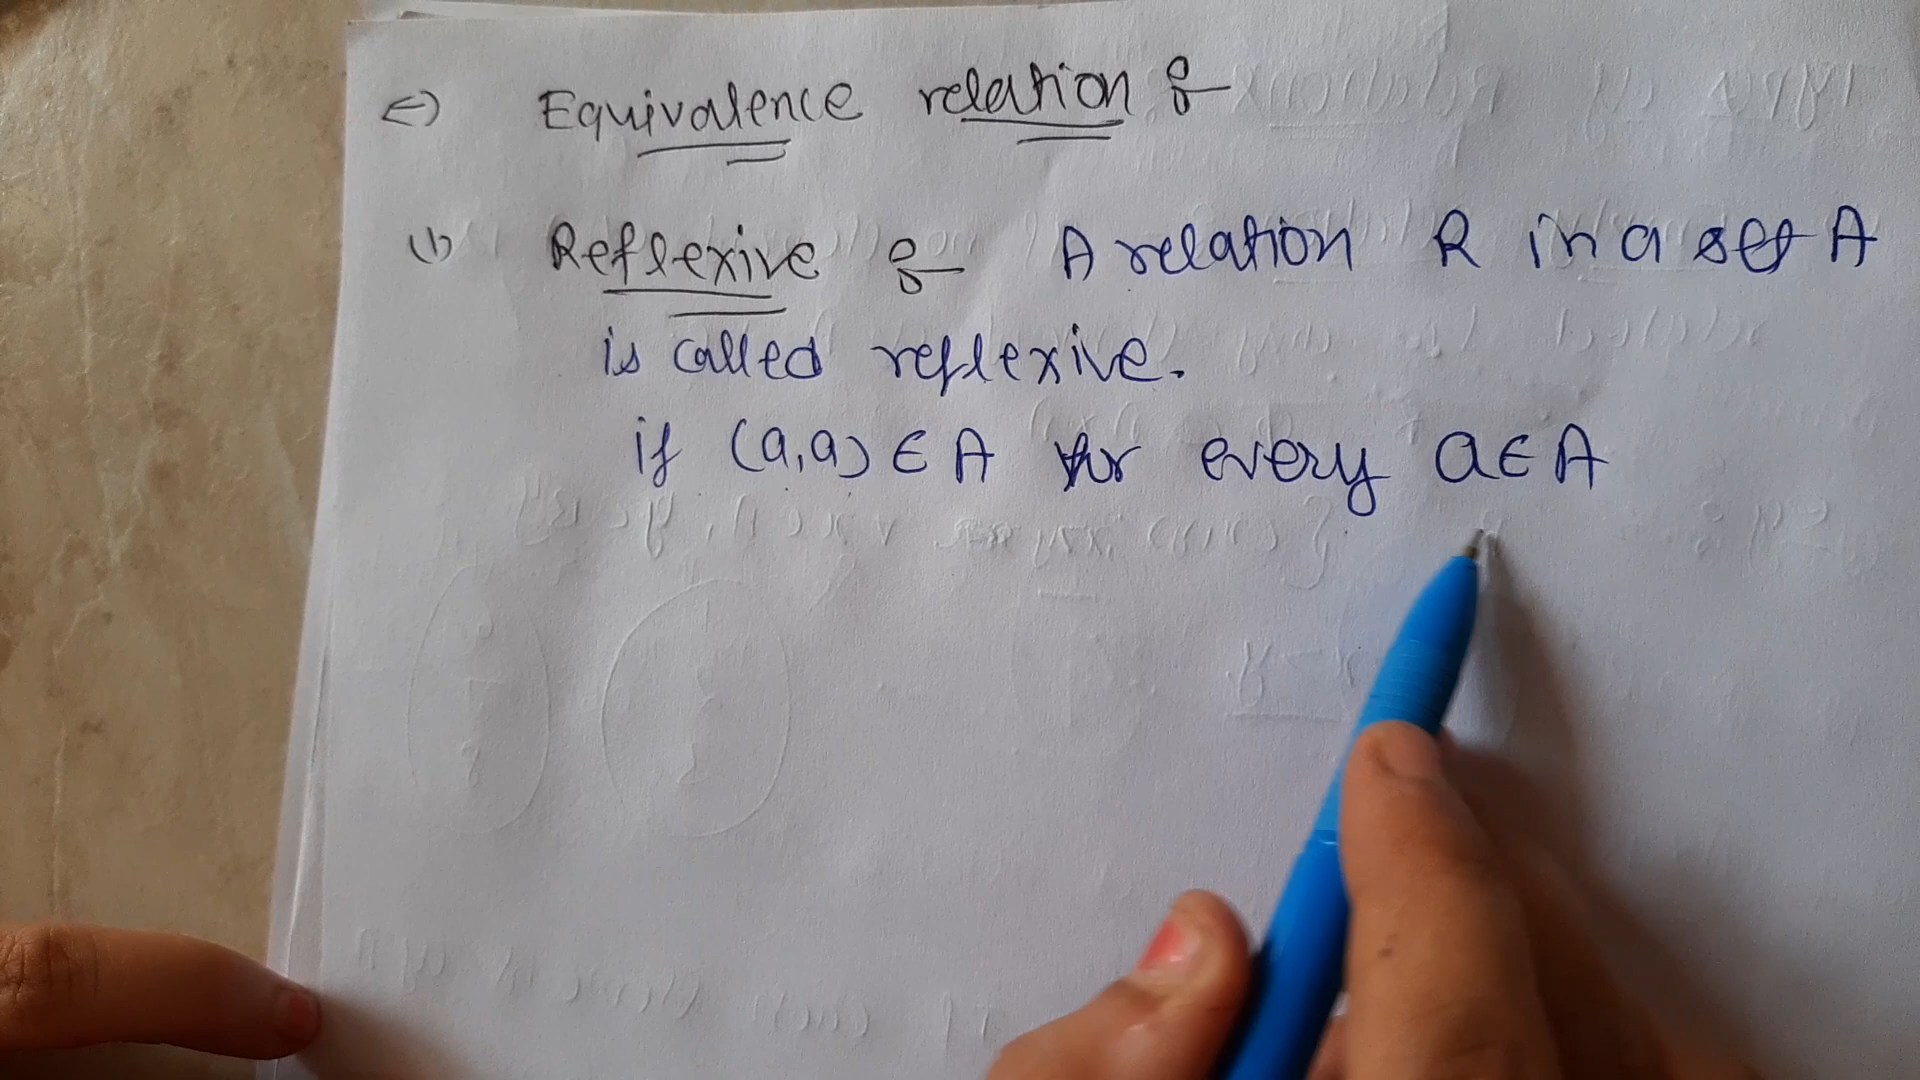 c) Equivalence relation :-
(1) Reflexive :- A relation R in a set A
is called reflexive.
if (a,a) ∈ A for every a ∈ A